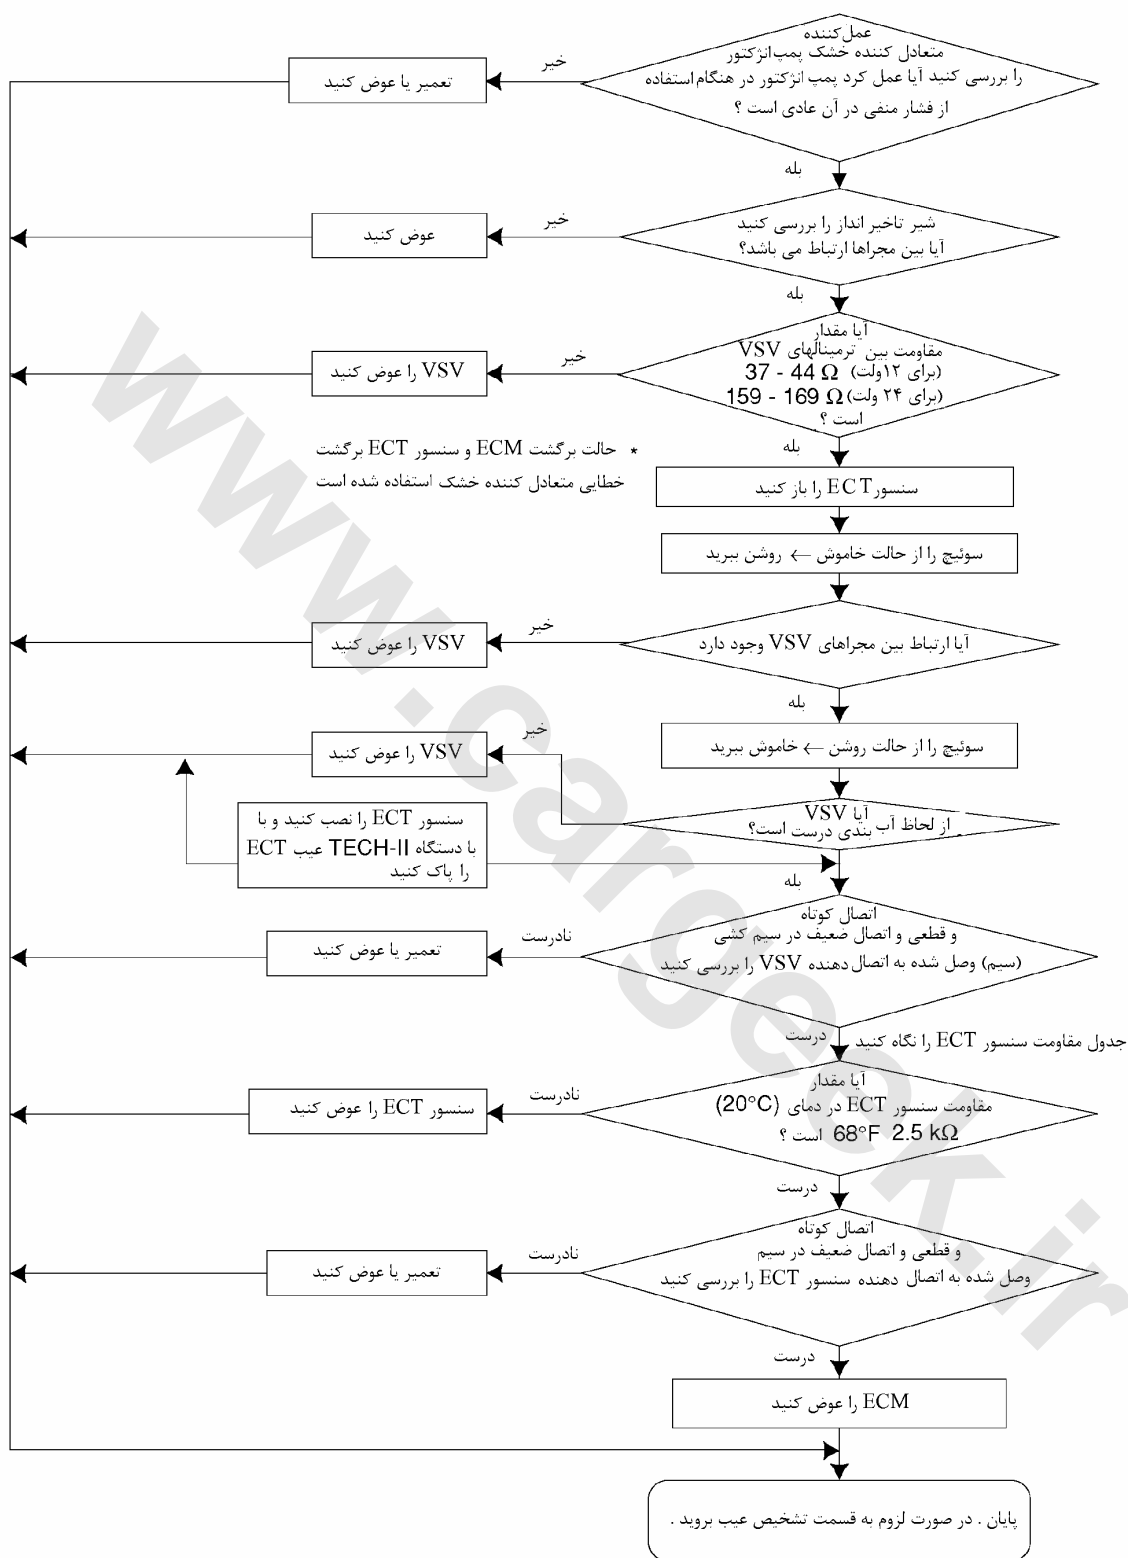 عمل‌کننده
متعادل کننده خشک پمپ‌انژکتور
را بررسی کنید آیا عمل کرد پمپ انژکتور در هنگام استفاده
از فشار منفی در آن عادی است ؟
خیر
تعمیر یا عوض کنید
بله
شیر تاخیر انداز را بررسی کنید
آیا بین مجراها ارتباط می باشد؟
خیر
عوض کنید
بله
آیا مقدار
مقاومت بین ترمینالهای VSV
37 - 44 Ω (برای ۱۲ولت)
159 - 169 Ω (برای ۲۴ ولت)
است ؟
خیر
VSV را عوض کنید
بله
* حالت برگشت ECM و سنسور ECT برگشت
خطایی متعادل کننده خشک استفاده شده است
سنسور ECT را باز کنید
سوئیچ را از حالت خاموش ← روشن ببرید
آیا ارتباط بین مجراهای VSV وجود دارد
خیر
VSV را عوض کنید
بله
سوئیچ را از حالت روشن ← خاموش ببرید
خیر
VSV را عوض کنید
آیا VSV
از لحاظ آب بندی درست است؟
سنسور ECT را نصب کنید و با
با دستگاه TECH-II عیب ECT
را پاک کنید
بله
اتصال کوتاه
و قطعی و اتصال ضعیف در سیم کشی
(سیم) وصل شده به اتصال دهنده VSV را بررسی کنید
نادرست
تعمیر یا عوض کنید
درست
جدول مقاومت سنسور ECT را نگاه کنید
آیا مقدار
مقاومت سنسور ECT در دمای (20°C)
68°F 2.5 kΩ است ؟
نادرست
سنسور ECT را عوض کنید
درست
اتصال کوتاه
و قطعی و اتصال ضعیف در سیم
وصل شده به اتصال دهنده سنسور ECT را بررسی کنید
نادرست
تعمیر یا عوض کنید
درست
ECM را عوض کنید
پایان . در صورت لزوم به قسمت تشخیص عیب بروید .
www.cargeek.ir